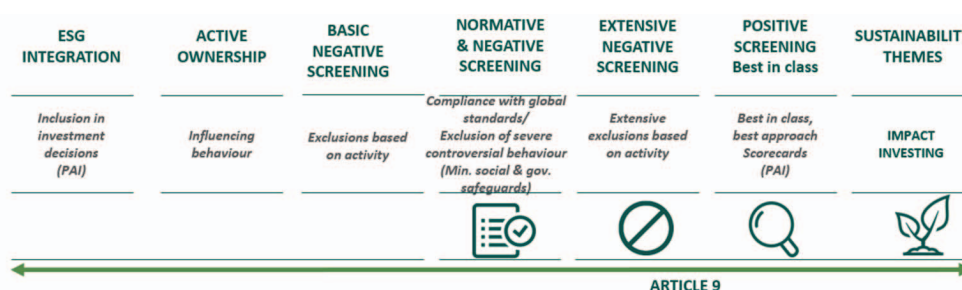 ESG
INTEGRATION
ACTIVE
OWNERSHIP
BASIC
NEGATIVE
SCREENING
NORMATIVE
& NEGATIVE
SCREENING
EXTENSIVE
NEGATIVE
SCREENING
POSITIVE
SCREENING
Best in class
SUSTAINABILIT
THEMES
Inclusion in
investment
decisions
(PAI)
Influencing
behaviour
Exclusions based
on activity
Compliance with global
standards/
Exclusion of severe
controversial behaviour
(Min. social & gov.
safeguards)
Extensive
exclusions based
on activity
Best in class,
best approach
Scorecards
(PAI)
IMPACT
INVESTING
ARTICLE 9